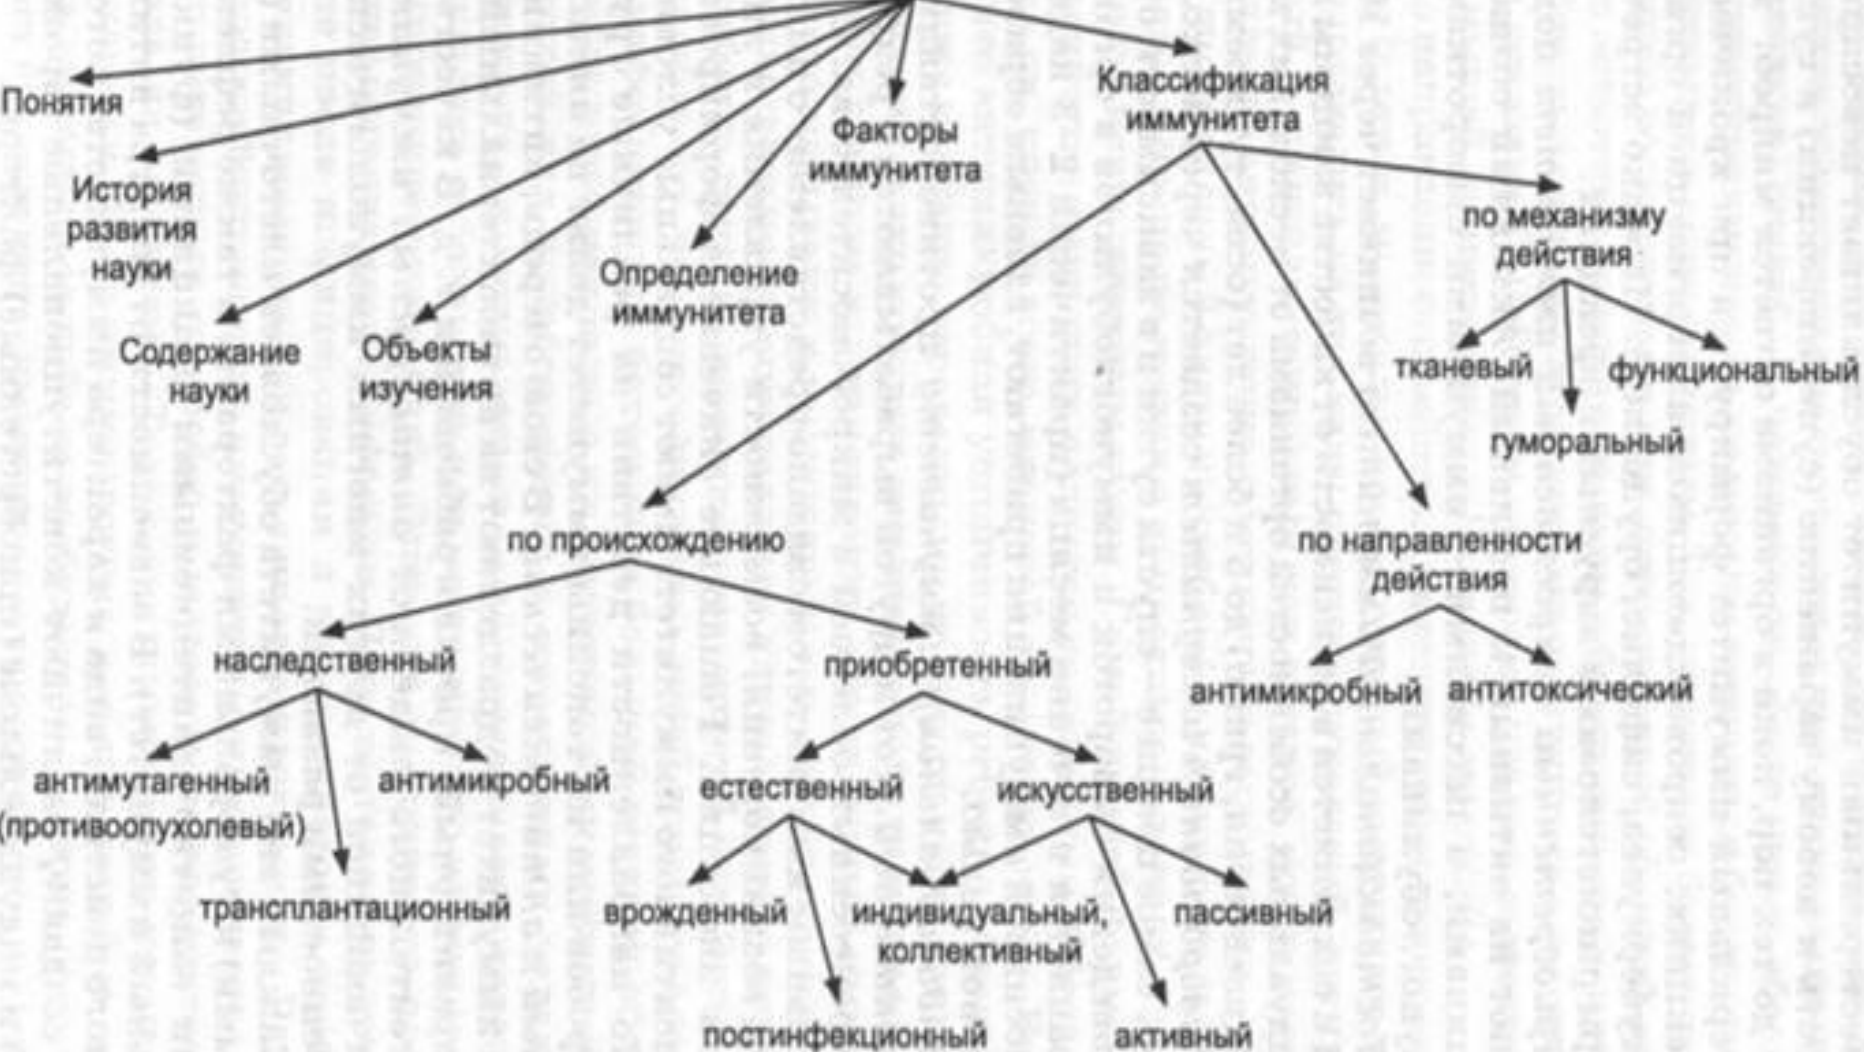 Понятия
История
развития
науки
Содержание
науки
Объекты
изучения
Определение
иммунитета
Факторы
иммунитета
Классификация
иммунитета
по механизму
действия
тканевый
гуморальный
функциональный
по происхождению
по направленности
действия
наследственный
приобретенный
антимикробный
антитоксический
антимутагенный
(противоопухолевый)
трансплантационный
антимикробный
естественный
искусственный
врожденный
постинфекционный
индивидуальный,
коллективный
активный
пассивный